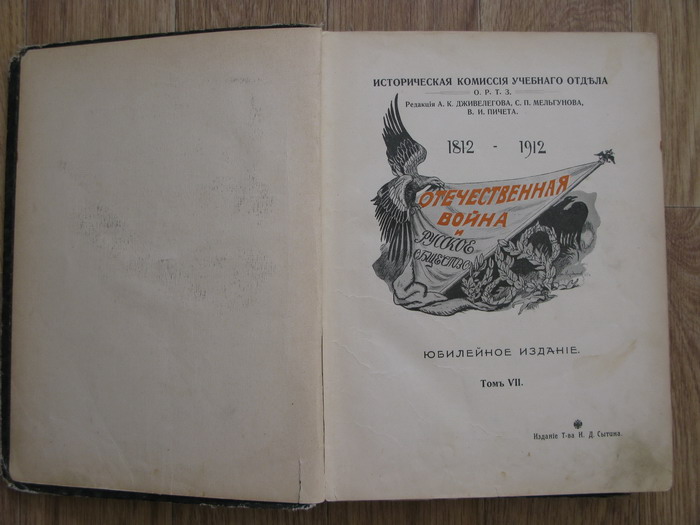 ИСТОРИЧЕСКАЯ КОМИССІЯ УЧЕБНАГО ОТДѢЛА
О. Р. Т. З.
Редакція А. К. ДЖИВЕЛЕГОВА, С. П. МЕЛЬГУНОВА,
В. И. ПИЧЕТА.
1812 - 1912
ОТЕЧЕСТВЕННАЯ
ВОЙНА
И
РУССКОЕ
ОБЩЕСТВО
ЮБИЛЕЙНОЕ ИЗДАНІЕ.
Томъ VII.
Изданіе Т-ва И. Д. Сытина.